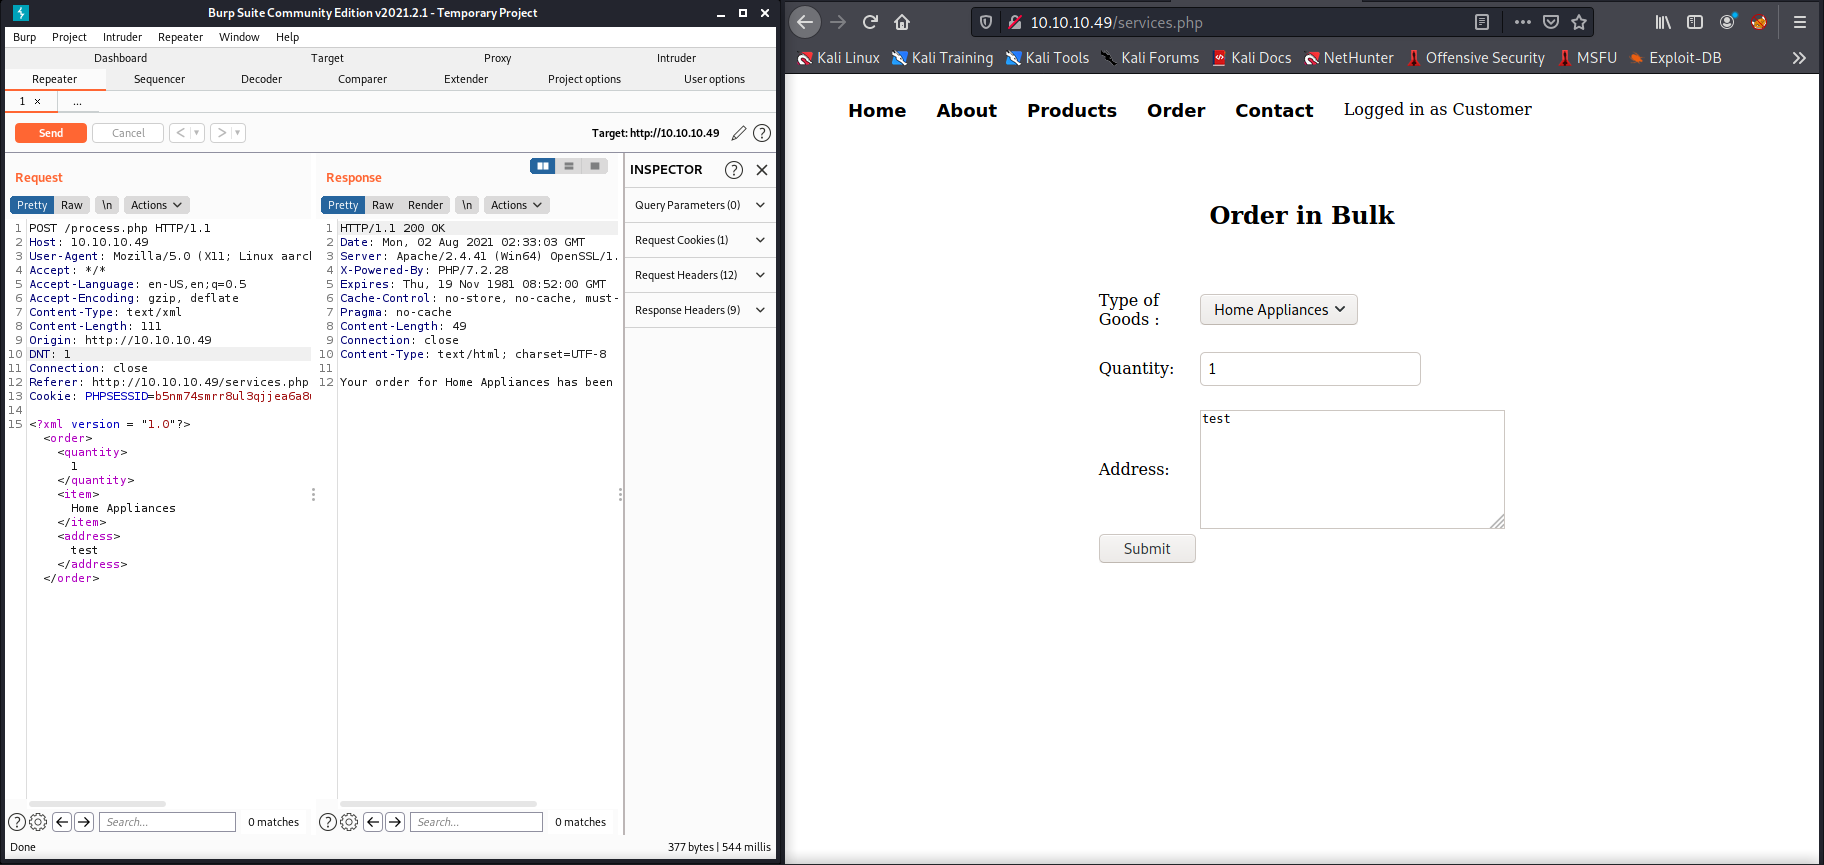 Burp Suite Community Edition v2021.2.1 - Temporary Project
Burp Project Intruder Repeater Window Help
Dashboard Target Proxy Intruder
Repeater Sequencer Decoder Comparer Extender Project options User options
1 × ...
Send Cancel < > Target: http://10.10.10.49 ?
Request
Pretty Raw \n Actions
1 POST /process.php HTTP/1.1
2 Host: 10.10.10.49
3 User-Agent: Mozilla/5.0 (X11; Linux aarc
4 Accept: */*
5 Accept-Language: en-US,en;q=0.5
6 Accept-Encoding: gzip, deflate
7 Content-Type: text/xml
8 Content-Length: 111
9 Origin: http://10.10.10.49
10 DNT: 1
11 Connection: close
12 Referer: http://10.10.10.49/services.php
13 Cookie: PHPSESSID=b5nm74smrr8ul3qjjea6a8
14
15 <?xml version = "1.0"?>
<order>
<quantity>
1
</quantity>
<item>
Home Appliances
</item>
<address>
test
</address>
</order>
? Search... 0 matches
Response
Pretty Raw Render \n Actions
1 HTTP/1.1 200 OK
2 Date: Mon, 02 Aug 2021 02:33:03 GMT
3 Server: Apache/2.4.41 (Win64) OpenSSL/1.
4 X-Powered-By: PHP/7.2.28
5 Expires: Thu, 19 Nov 1981 08:52:00 GMT
6 Cache-Control: no-store, no-cache, must-
7 Pragma: no-cache
8 Content-Length: 49
9 Connection: close
10 Content-Type: text/html; charset=UTF-8
11
12 Your order for Home Appliances has been
? Search... 0 matches
INSPECTOR ?
Query Parameters (0)
Request Cookies (1)
Request Headers (12)
Response Headers (9)
Done 377 bytes | 544 millis
10.10.10.49/services.php
Kali Linux Kali Training Kali Tools Kali Forums Kali Docs NetHunter Offensive Security MSFU Exploit-DB
Home About Products Order Contact Logged in as Customer
Order in Bulk
Type of
Goods :
Home Appliances
Quantity: 1
test
Address:
Submit